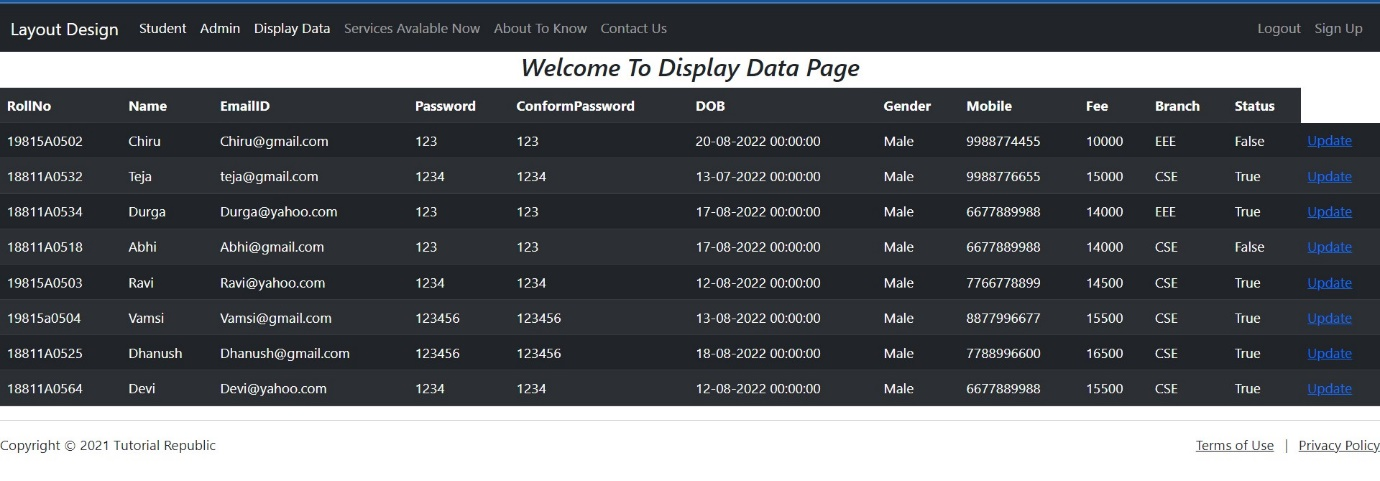 Layout Design Student Admin Display Data Services Avalable Now About To Know Contact Us Logout Sign Up
Welcome To Display Data Page
RollNo Name EmailID Password ConformPassword DOB Gender Mobile Fee Branch Status
19815A0502 Chiru Chiru@gmail.com 123 123 20-08-2022 00:00:00 Male 9988774455 10000 EEE False Update
18811A0532 Teja teja@gmail.com 1234 1234 13-07-2022 00:00:00 Male 9988776655 15000 CSE True Update
18811A0534 Durga Durga@yahoo.com 123 123 17-08-2022 00:00:00 Male 6677889988 14000 EEE True Update
18811A0518 Abhi Abhi@gmail.com 123 123 17-08-2022 00:00:00 Male 6677889988 14000 CSE False Update
19815A0503 Ravi Ravi@yahoo.com 1234 1234 12-08-2022 00:00:00 Male 7766778899 14500 CSE True Update
19815a0504 Vamsi Vamsi@gmail.com 123456 123456 13-08-2022 00:00:00 Male 8877996677 15500 CSE True Update
18811A0525 Dhanush Dhanush@gmail.com 123456 123456 18-08-2022 00:00:00 Male 7788996600 16500 CSE True Update
18811A0564 Devi Devi@yahoo.com 1234 1234 12-08-2022 00:00:00 Male 6677889988 15500 CSE True Update
Copyright © 2021 Tutorial Republic Terms of Use | Privacy Policy